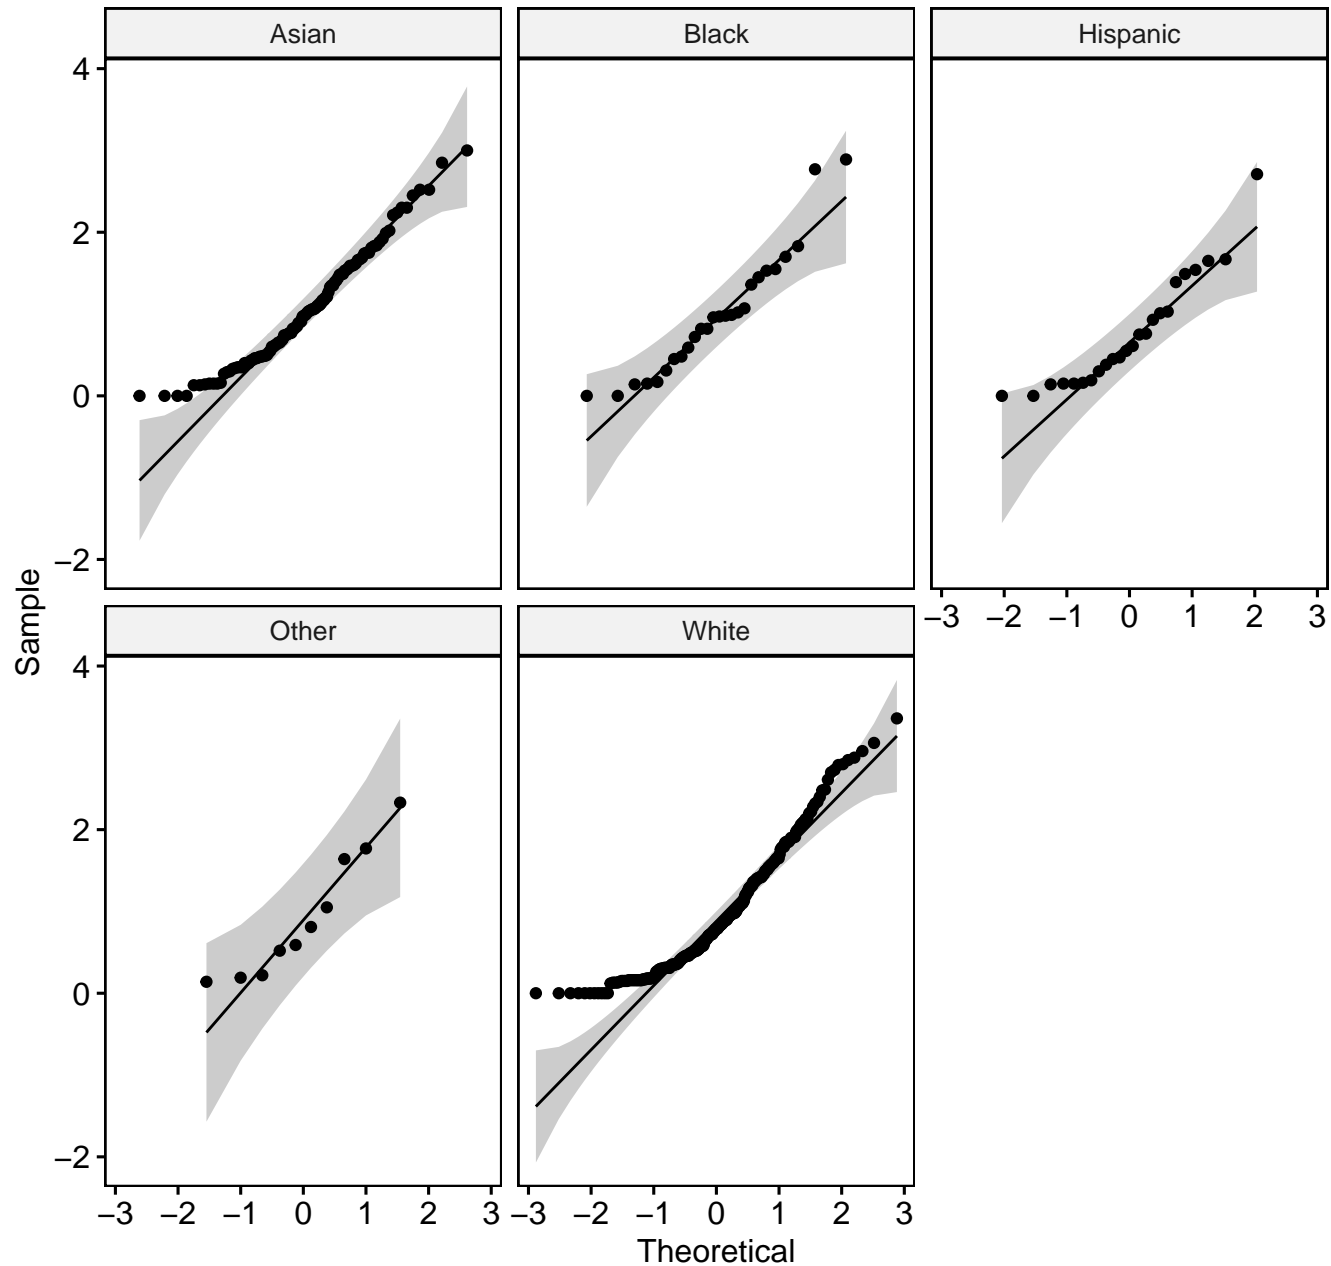 Asian Black Hispanic
4
2
0
−2
−3 −2 −1 0 1 2 3
Sample
Other White
4
2
0
−2
−3 −2 −1 0 1 2 3 −3 −2 −1 0 1 2 3
Theoretical